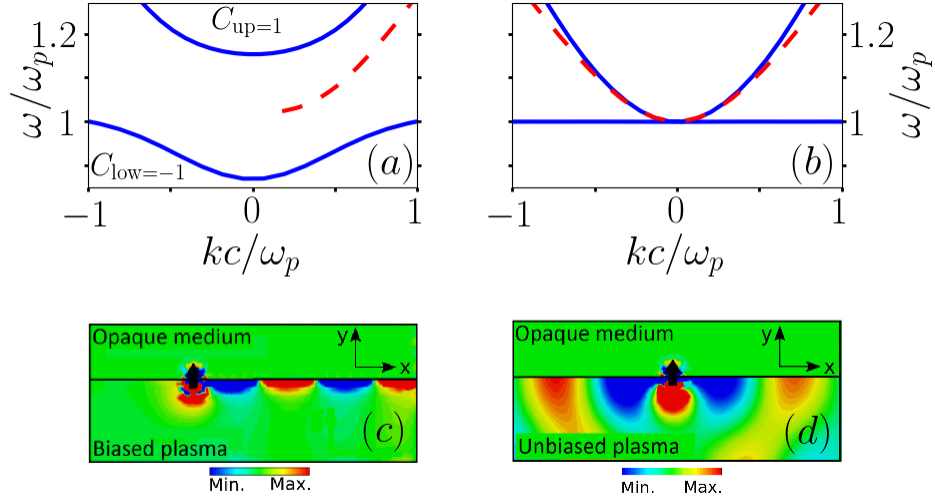 C_up=1
1.2
1
ω/ω_p
C_low=−1
(a)
−1 0 1
kc/ω_p
1.2
1
ω/ω_p
(b)
−1 0 1
kc/ω_p
Opaque medium
y
x
Biased plasma
(c)
Min. Max.
Opaque medium
y
x
Unbiased plasma
(d)
Min. Max.